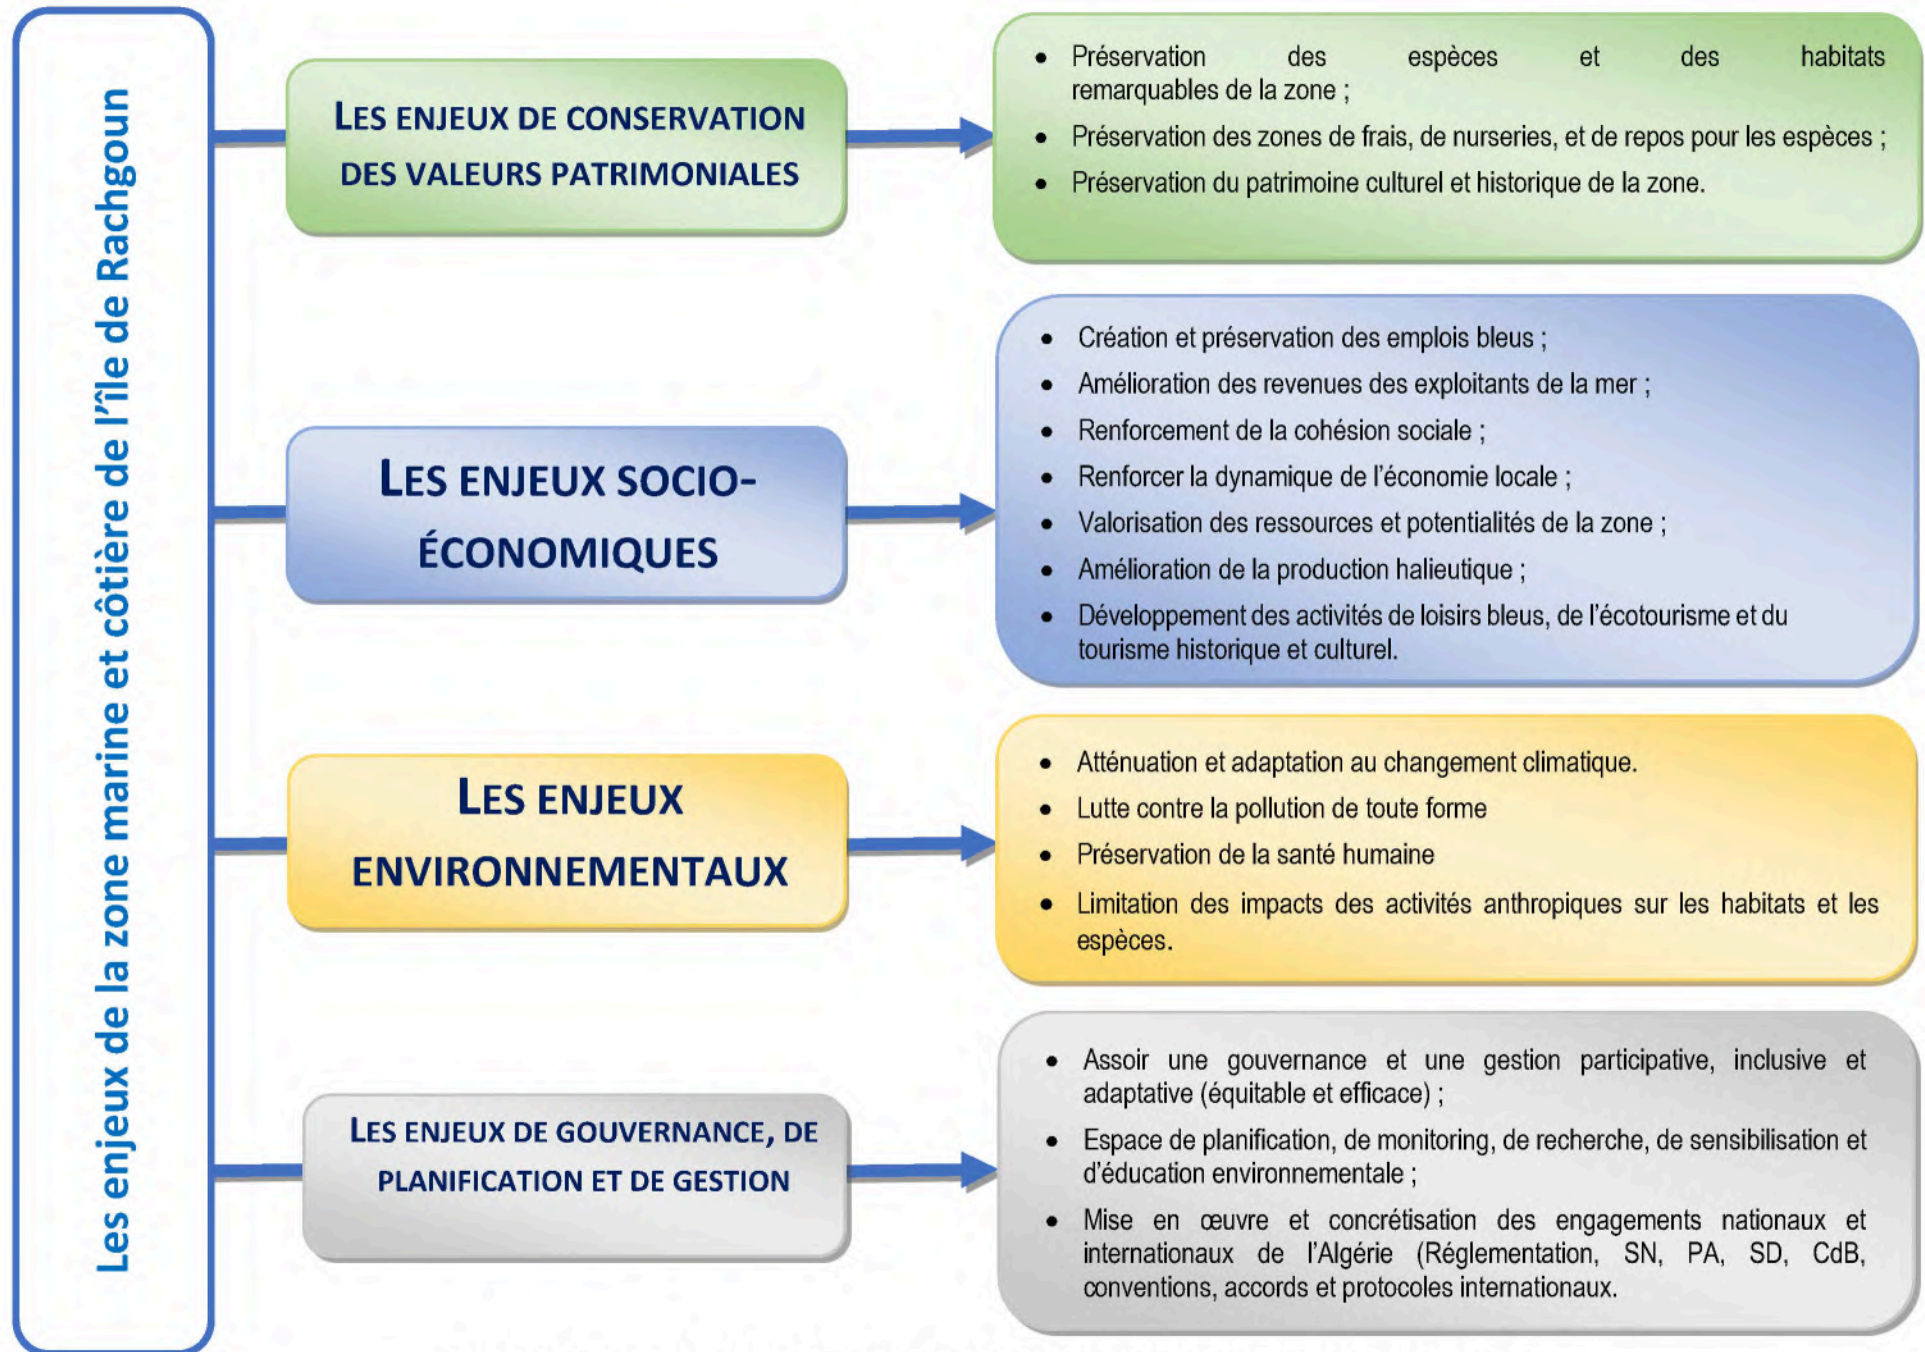 Les enjeux de la zone marine et côtière de l'île de Rachgoun
LES ENJEUX DE CONSERVATION
DES VALEURS PATRIMONIALES
• Préservation des espèces et des habitats
remarquables de la zone ;
• Préservation des zones de frais, de nurseries, et de repos pour les espèces ;
• Préservation du patrimoine culturel et historique de la zone.
LES ENJEUX SOCIO-
ÉCONOMIQUES
• Création et préservation des emplois bleus ;
• Amélioration des revenues des exploitants de la mer ;
• Renforcement de la cohésion sociale ;
• Renforcer la dynamique de l'économie locale ;
• Valorisation des ressources et potentialités de la zone ;
• Amélioration de la production halieutique ;
• Développement des activités de loisirs bleus, de l'écotourisme et du
tourisme historique et culturel.
LES ENJEUX
ENVIRONNEMENTAUX
• Atténuation et adaptation au changement climatique.
• Lutte contre la pollution de toute forme
• Préservation de la santé humaine
• Limitation des impacts des activités anthropiques sur les habitats et les
espèces.
LES ENJEUX DE GOUVERNANCE, DE
PLANIFICATION ET DE GESTION
• Assoir une gouvernance et une gestion participative, inclusive et
adaptative (équitable et efficace) ;
• Espace de planification, de monitoring, de recherche, de sensibilisation et
d'éducation environnementale ;
• Mise en œuvre et concrétisation des engagements nationaux et
internationaux de l'Algérie (Réglementation, SN, PA, SD, CdB,
conventions, accords et protocoles internationaux.